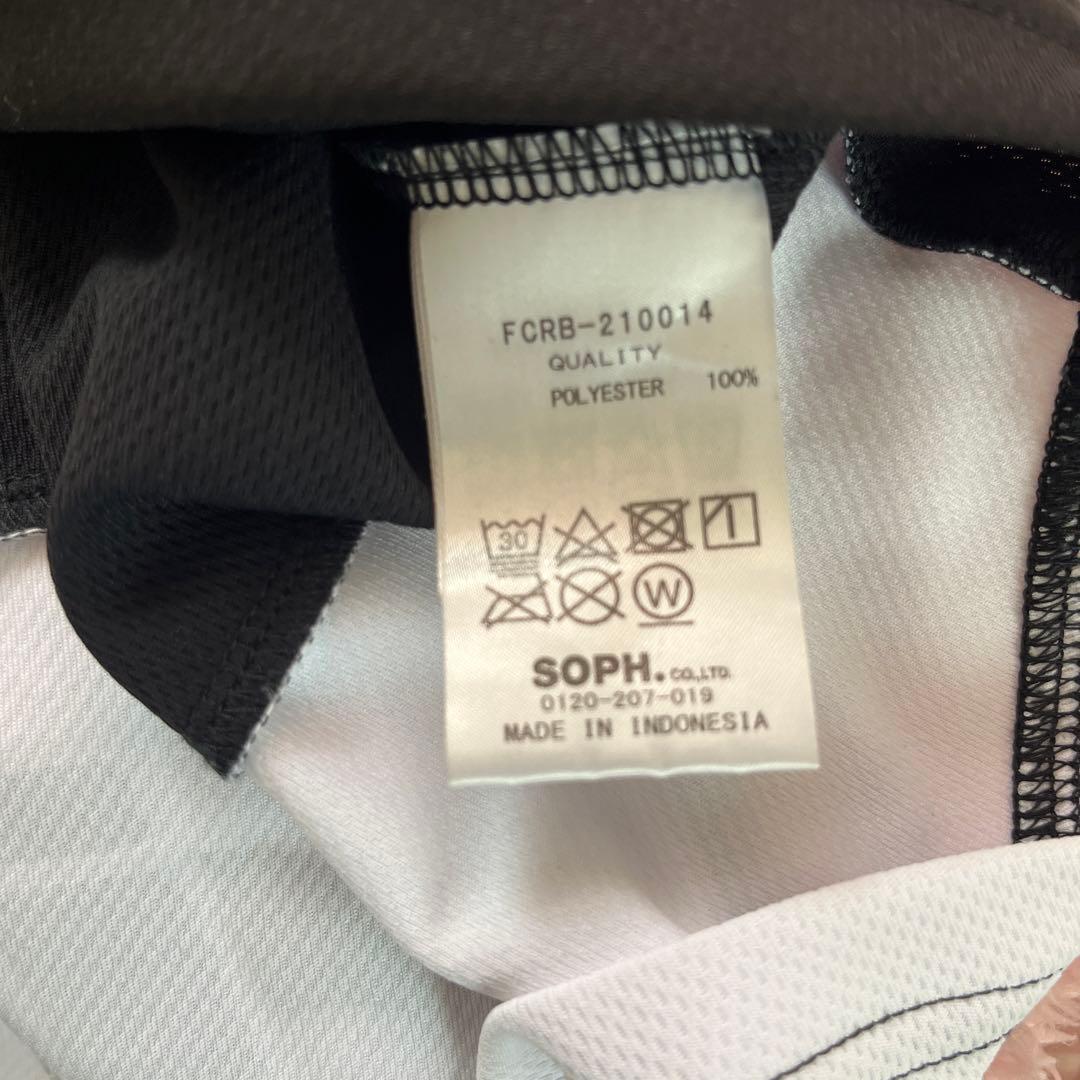 FCRB-210014
QUALITY
POLYESTER 100%
30
W
SOPH. CO.,LTD.
0120-207-019
MADE IN INDONESIA